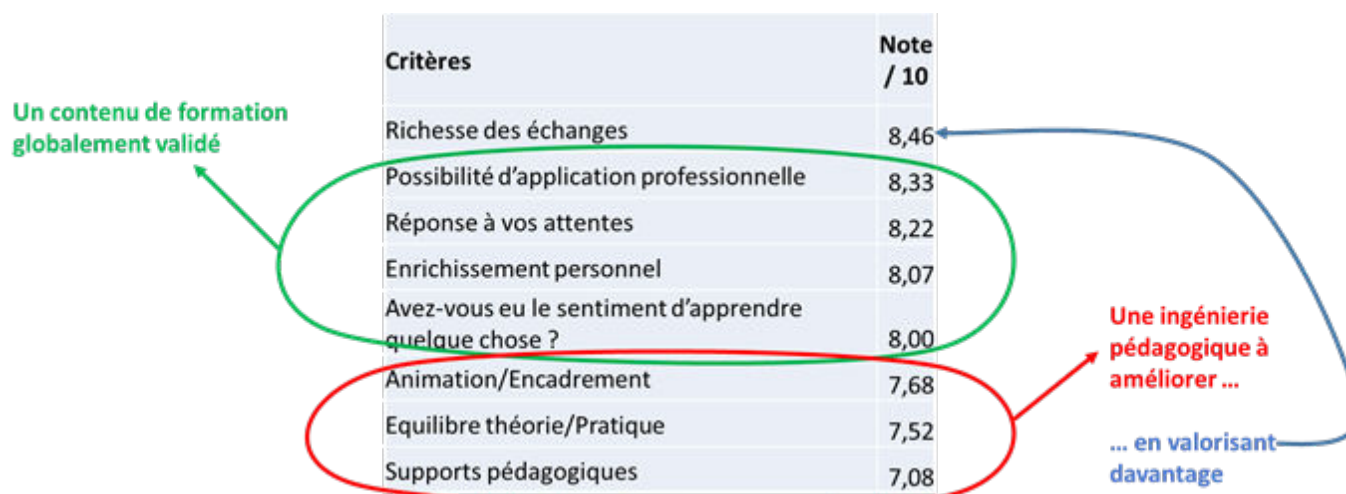 Critères
Note
/ 10
Un contenu de formation
globalement validé
Richesse des échanges 8,46
Possibilité d'application professionnelle 8,33
Réponse à vos attentes 8,22
Enrichissement personnel 8,07
Avez-vous eu le sentiment d'apprendre
quelque chose ? 8,00
Animation/Encadrement 7,68
Equilibre théorie/Pratique 7,52
Supports pédagogiques 7,08
Une ingénierie
pédagogique à
améliorer ...
... en valorisant
davantage